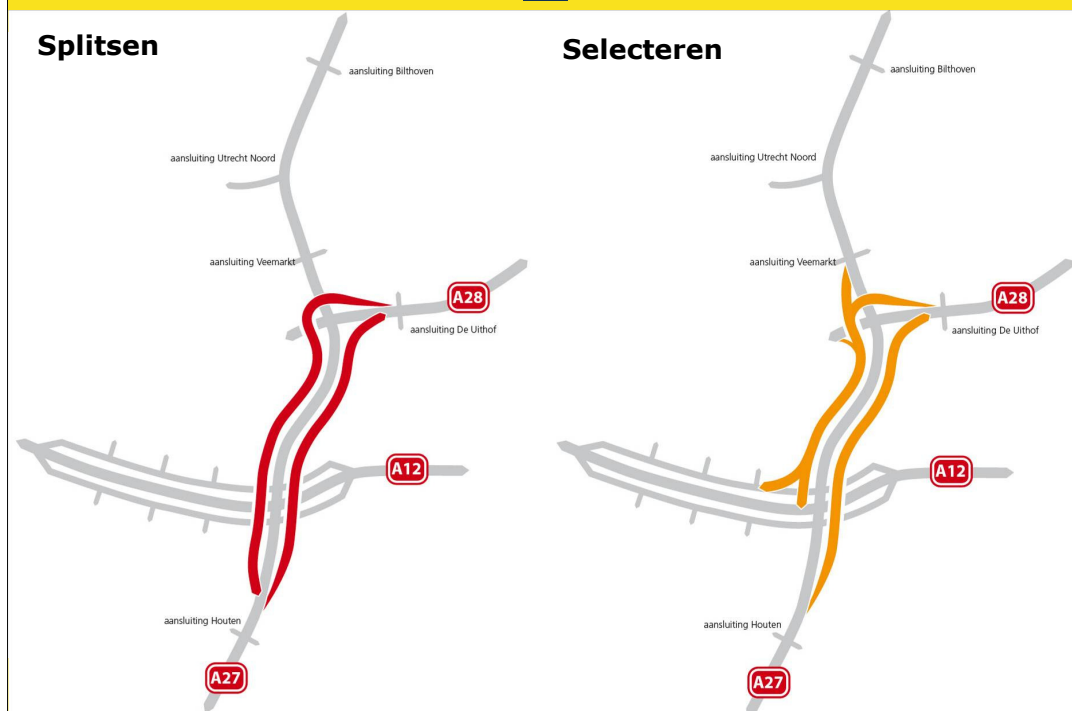 Splitsen
aansluiting Bilthoven
aansluiting Utrecht Noord
aansluiting Veemarkt
A28
aansluiting De Uithof
A12
aansluiting Houten
A27
Selecteren
aansluiting Bilthoven
aansluiting Utrecht Noord
aansluiting Veemarkt
A28
aansluiting De Uithof
A12
aansluiting Houten
A27